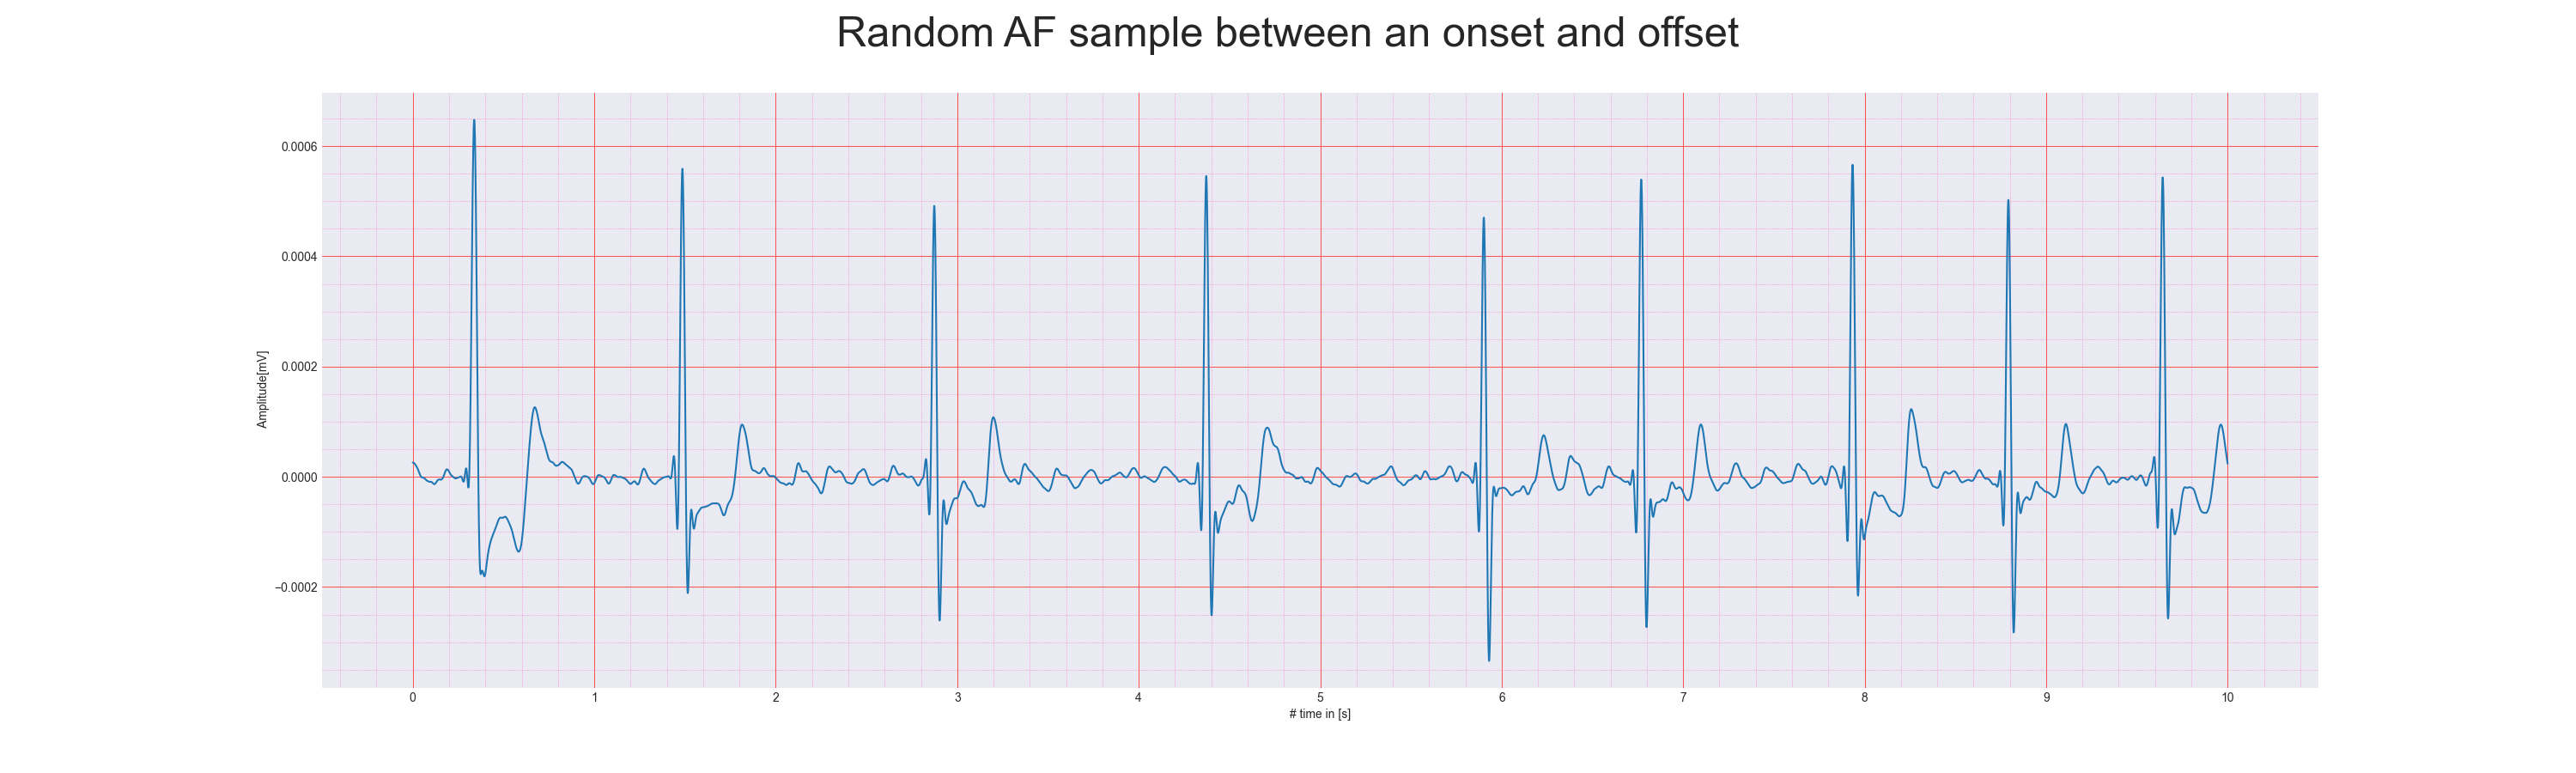 Random AF sample between an onset and offset
0.0006
0.0004
0.0002
0.0000
−0.0002
Amplitude[mV]
0 1 2 3 4 5 6 7 8 9 10
# time in [s]